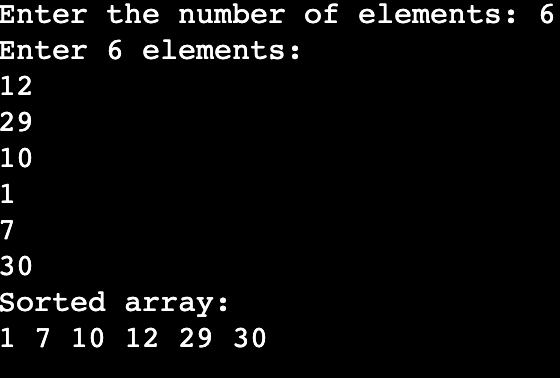 Enter the number of elements: 6
Enter 6 elements:
12
29
10
1
7
30
Sorted array:
1 7 10 12 29 30